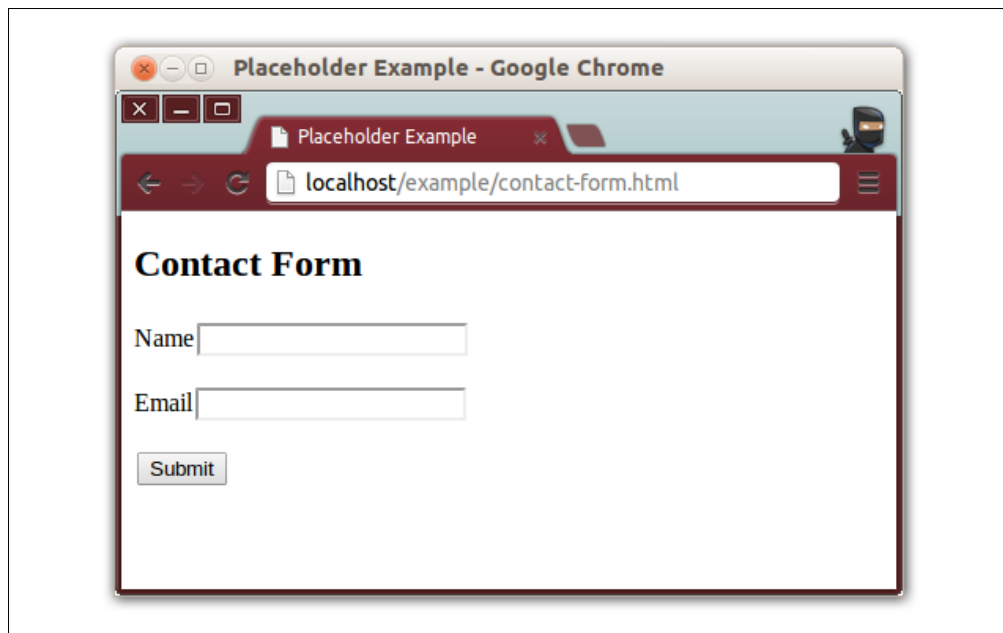 Placeholder Example - Google Chrome
Placeholder Example
localhost/example/contact-form.html
Contact Form
Name
Email
Submit